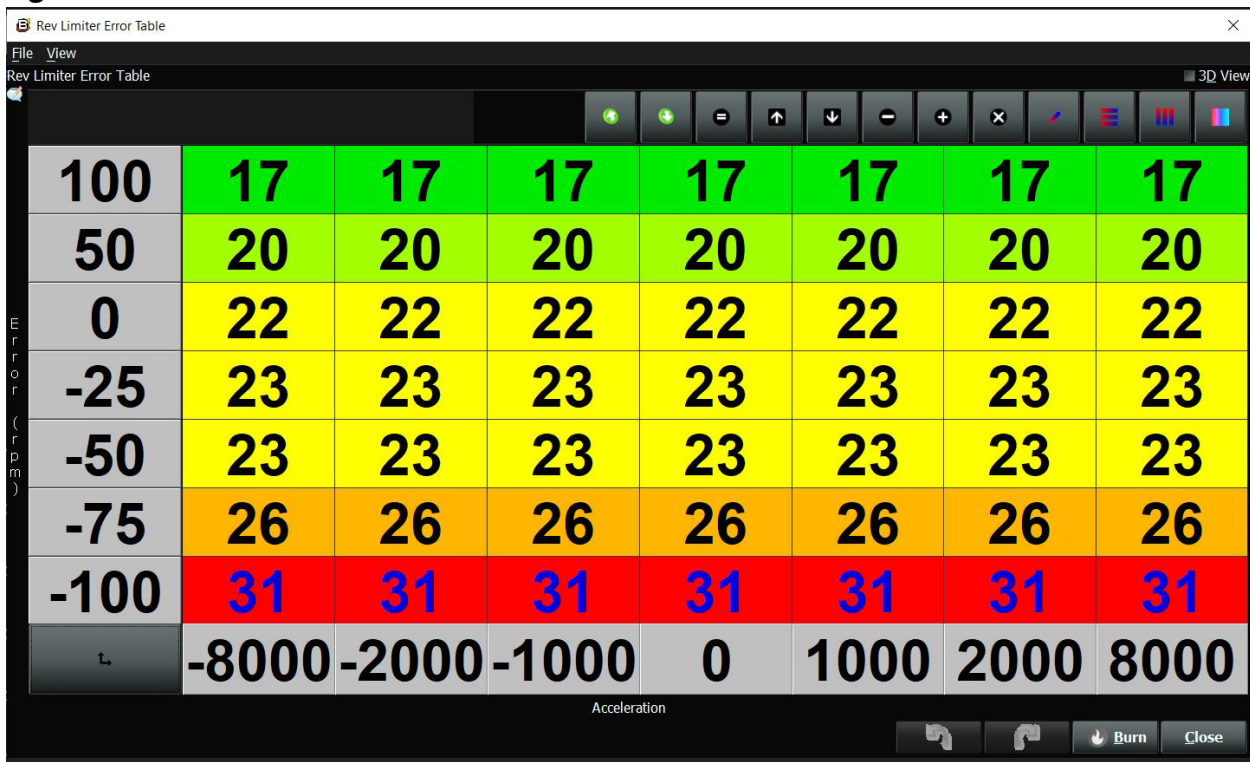 Rev Limiter Error Table
File View
Rev Limiter Error Table
3D View
100 17 17 17 17 17 17 17
50 20 20 20 20 20 20 20
0 22 22 22 22 22 22 22
-25 23 23 23 23 23 23 23
-50 23 23 23 23 23 23 23
-75 26 26 26 26 26 26 26
-100 31 31 31 31 31 31 31
Error (rpm)
-8000 -2000 -1000 0 1000 2000 8000
Acceleration
Burn Close